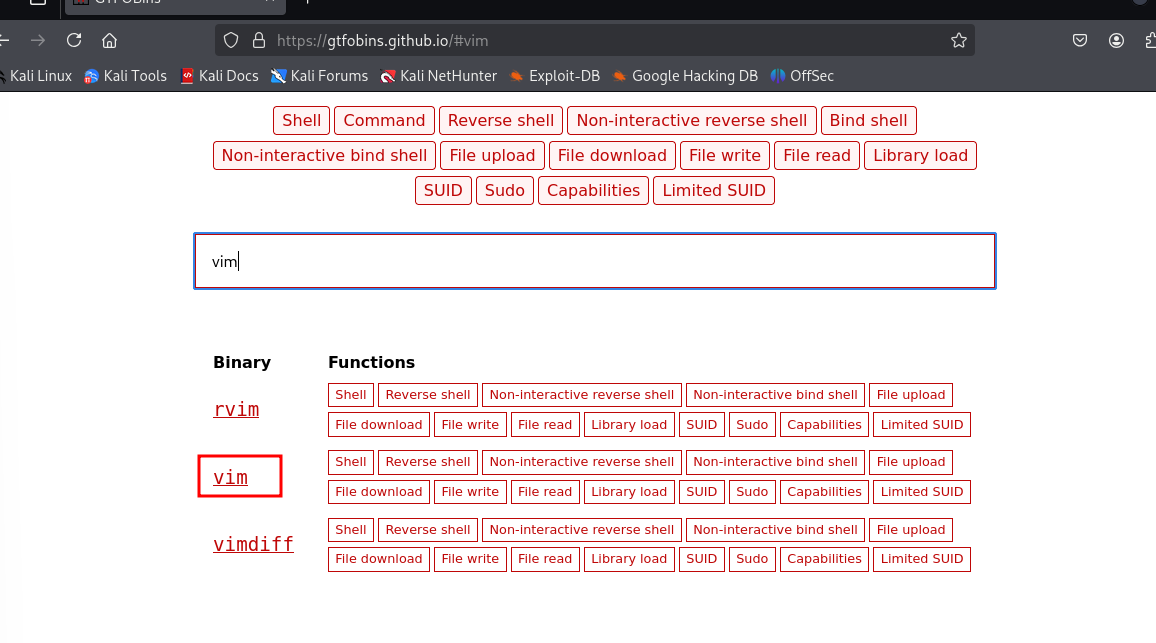 GTFOBins
https://gtfobins.github.io/#vim
Kali Linux Kali Tools Kali Docs Kali Forums Kali NetHunter Exploit-DB Google Hacking DB OffSec
Shell Command Reverse shell Non-interactive reverse shell Bind shell
Non-interactive bind shell File upload File download File write File read Library load
SUID Sudo Capabilities Limited SUID
vim
Binary Functions
rvim
Shell Reverse shell Non-interactive reverse shell Non-interactive bind shell File upload
File download File write File read Library load SUID Sudo Capabilities Limited SUID
vim
Shell Reverse shell Non-interactive reverse shell Non-interactive bind shell File upload
File download File write File read Library load SUID Sudo Capabilities Limited SUID
vimdiff
Shell Reverse shell Non-interactive reverse shell Non-interactive bind shell File upload
File download File write File read Library load SUID Sudo Capabilities Limited SUID